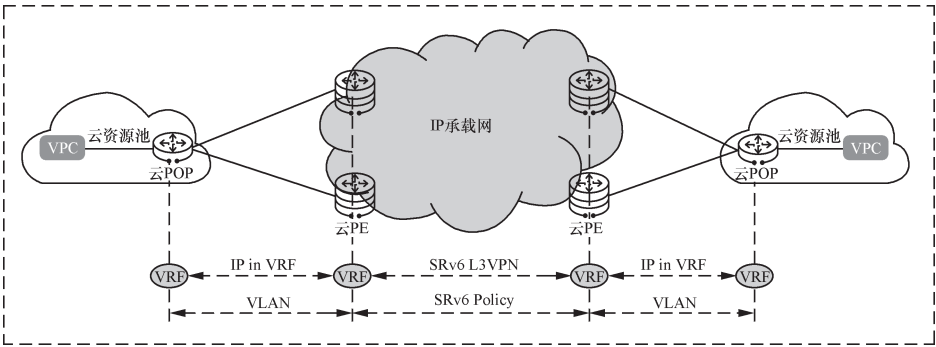 IP承载网
云资源池
云资源池
VPC
VPC
云POP
云POP
云PE
云PE
VRF
IP in VRF
VRF
SRv6 L3VPN
VRF
IP in VRF
VRF
VLAN
SRv6 Policy
VLAN